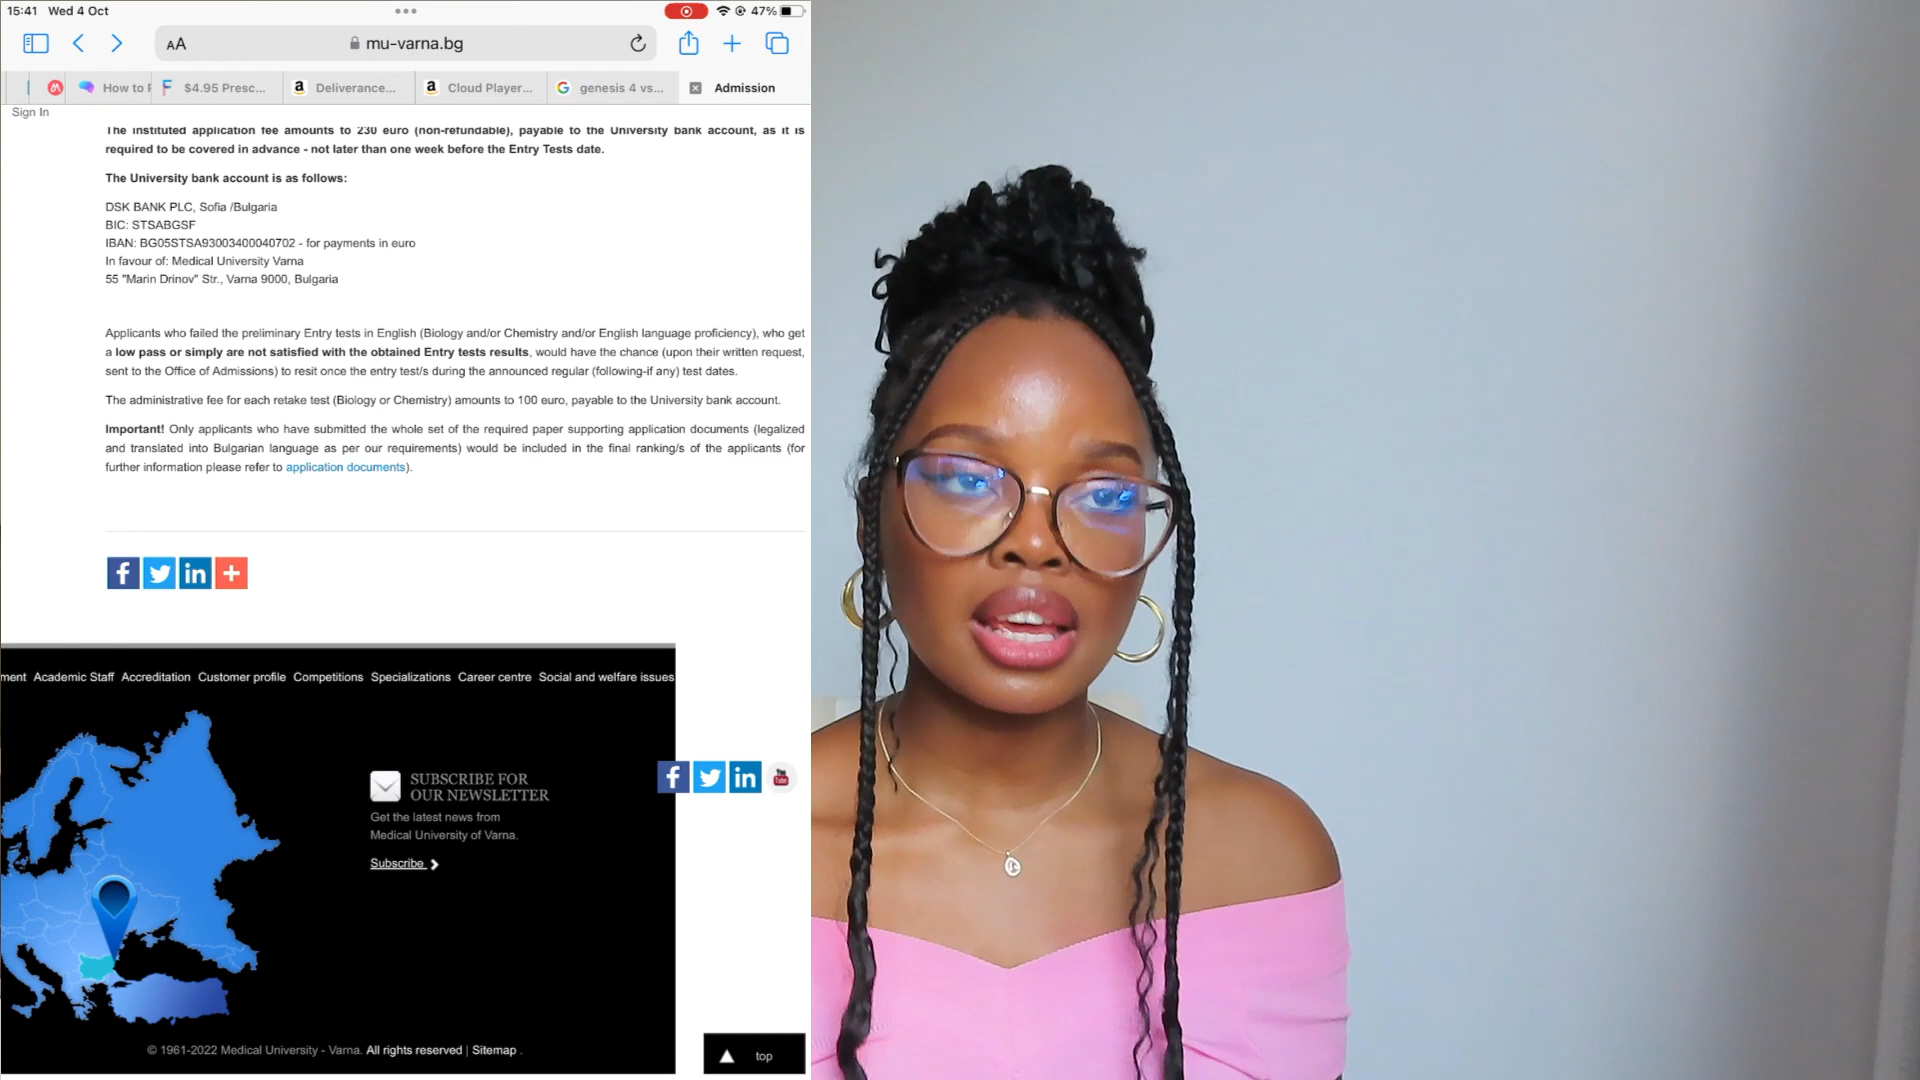 15:41 Wed 4 Oct
47%
AA
mu-varna.bg
How to
$4.95 Presc...
Deliverance...
Cloud Player...
genesis 4 vs...
Admission
Sign In
The instituted application fee amounts to 230 euro (non-refundable), payable to the University bank account, as it is
required to be covered in advance - not later than one week before the Entry Tests date.
The University bank account is as follows:
DSK BANK PLC, Sofia /Bulgaria
BIC: STSABGSF
IBAN: BG05STSA93003400040702 - for payments in euro
In favour of: Medical University Varna
55 "Marin Drinov" Str., Varna 9000, Bulgaria
Applicants who failed the preliminary Entry tests in English (Biology and/or Chemistry and/or English language proficiency), who get
a low pass or simply are not satisfied with the obtained Entry tests results, would have the chance (upon their written request,
sent to the Office of Admissions) to resit once the entry test/s during the announced regular (following-if any) test dates.
The administrative fee for each retake test (Biology or Chemistry) amounts to 100 euro, payable to the University bank account.
Important! Only applicants who have submitted the whole set of the required paper supporting application documents (legalized
and translated into Bulgarian language as per our requirements) would be included in the final ranking/s of the applicants (for
further information please refer to application documents).
ment Academic Staff Accreditation Customer profile Competitions Specializations Career centre Social and welfare issues
SUBSCRIBE FOR
OUR NEWSLETTER
Get the latest news from
Medical University of Varna.
Subscribe
You
Tube
© 1961-2022 Medical University - Varna. All rights reserved | Sitemap .
top